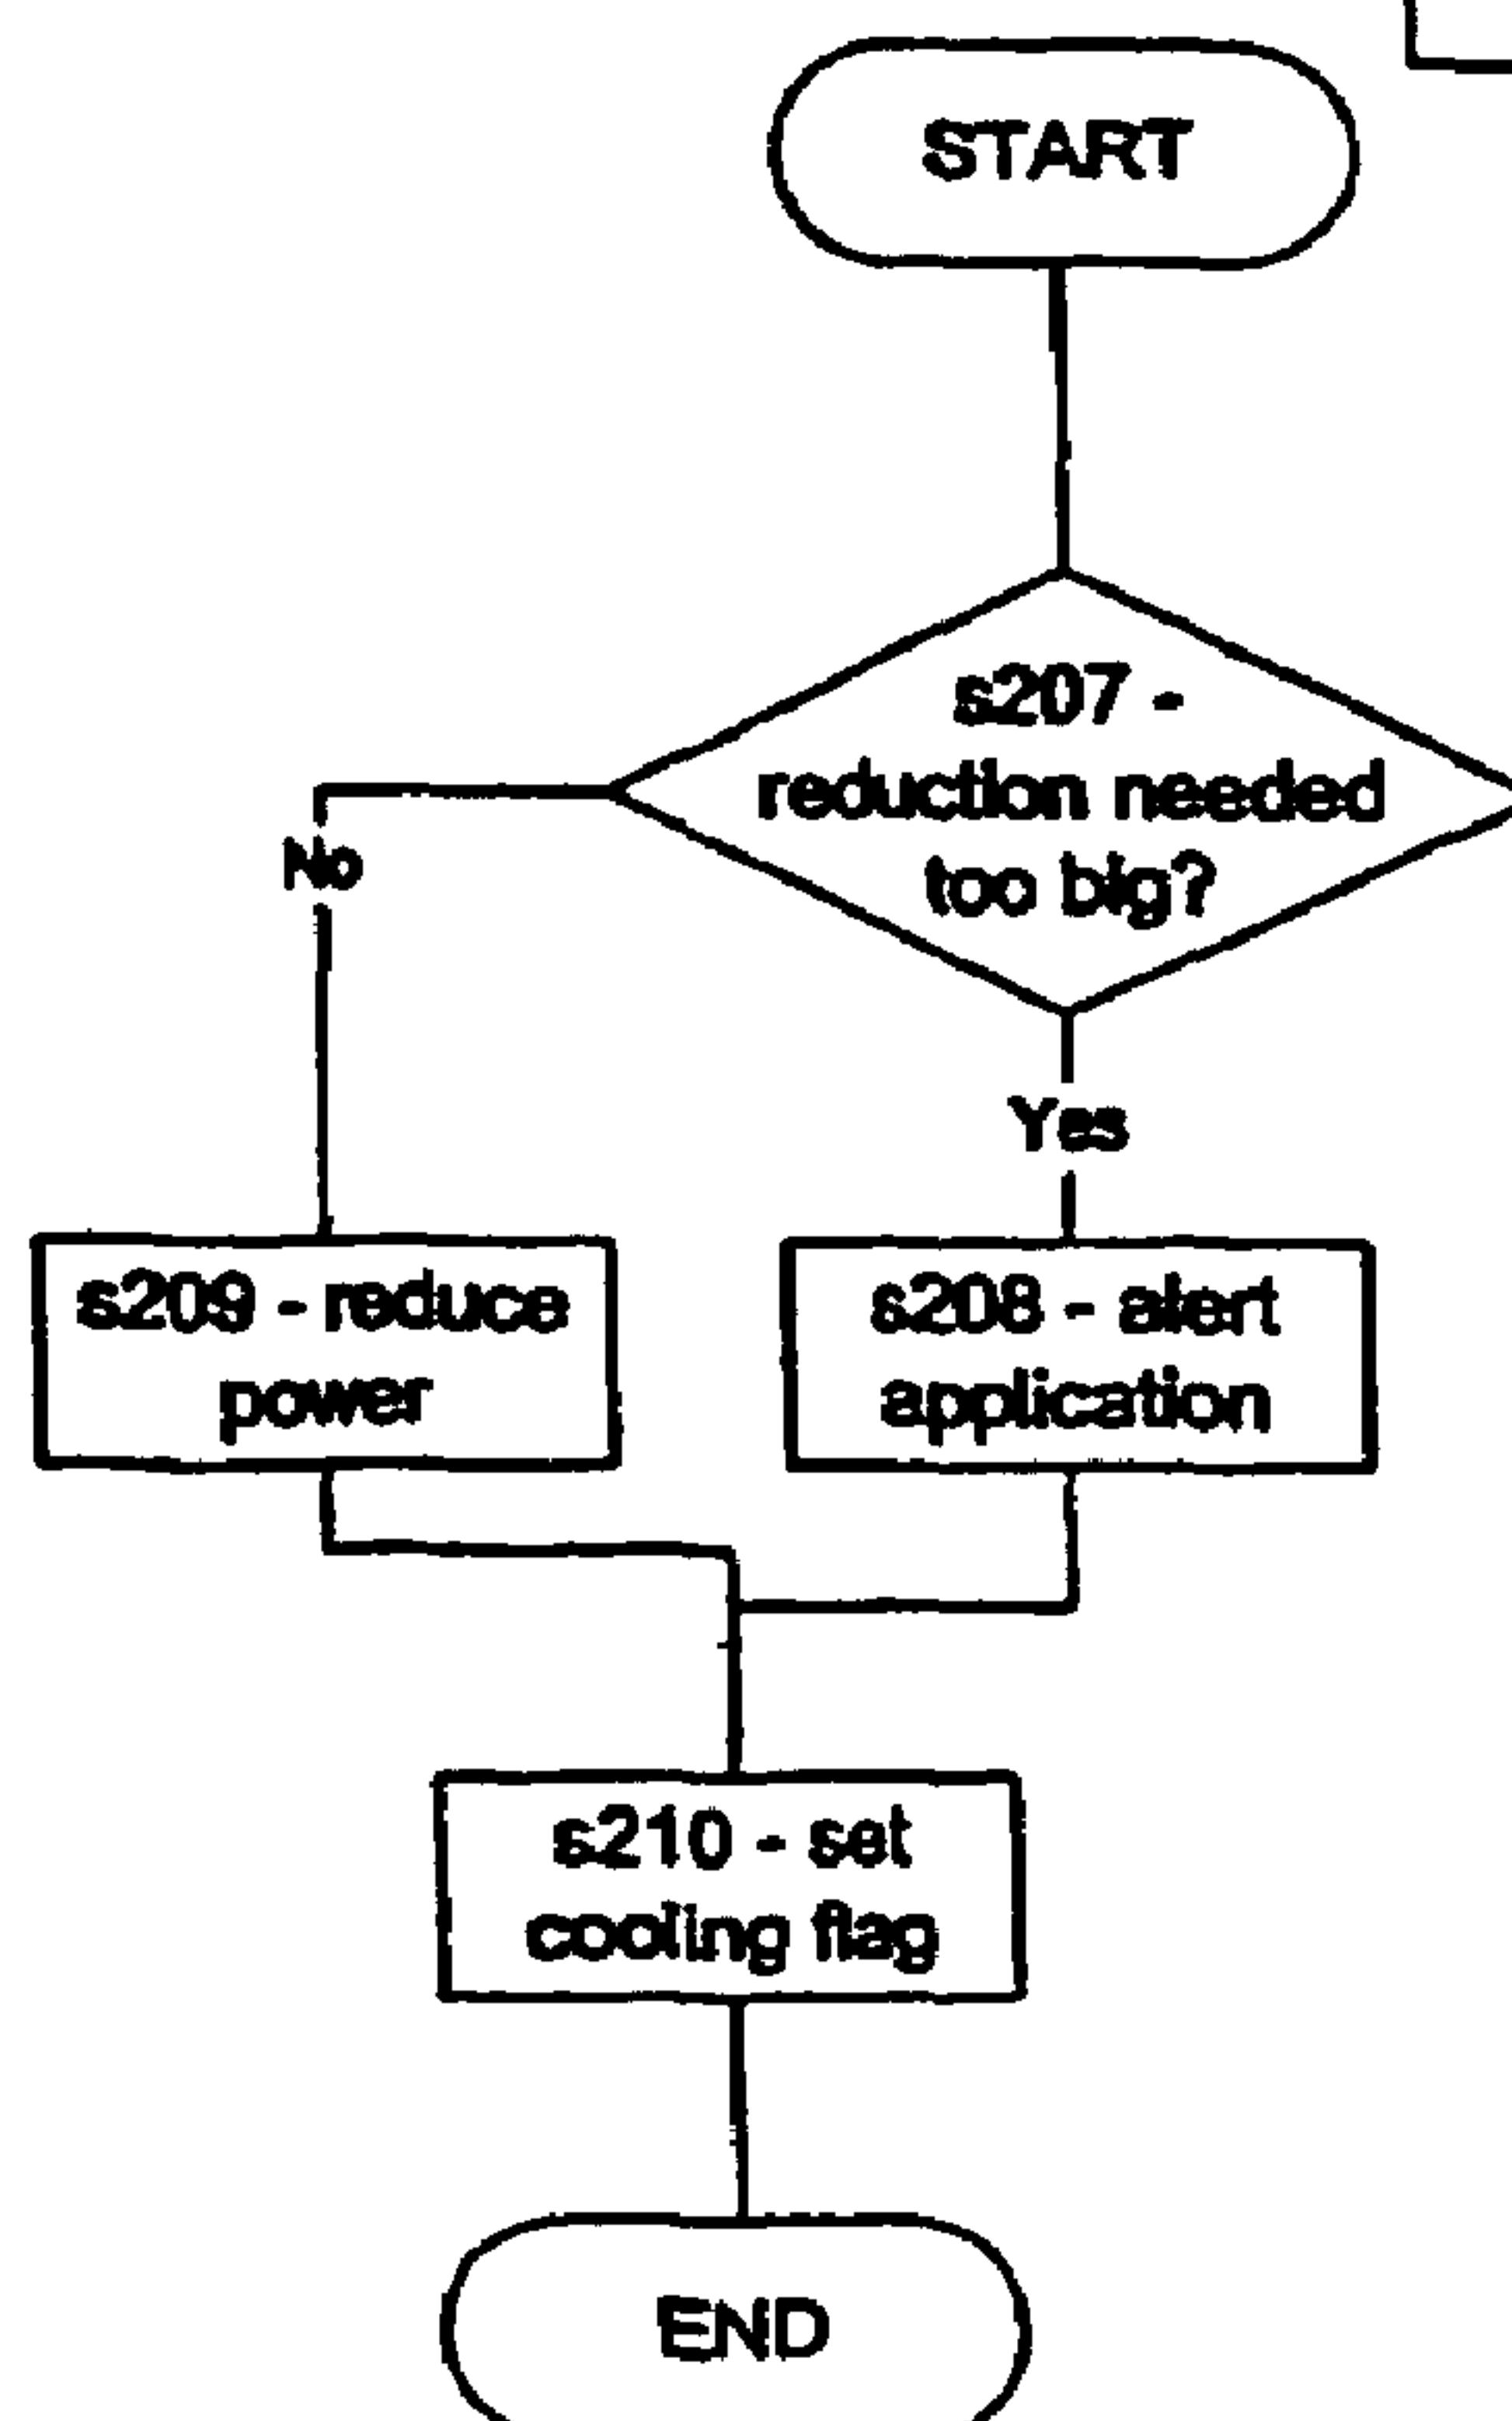 START
s207 -
reduction needed
too big?
No
Yes
s209 - reduce
power
s208 - alert
application
s210 - set
cooling flag
END